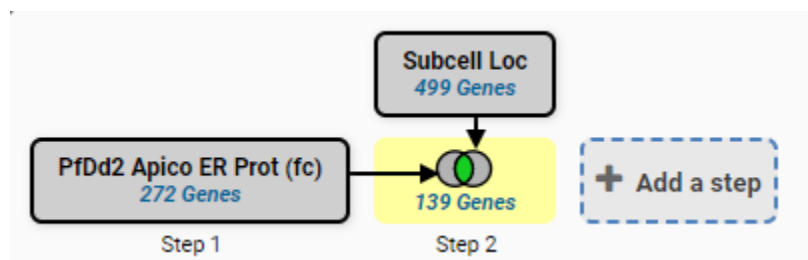 Subcell Loc
499 Genes
PfDd2 Apico ER Prot (fc)
272 Genes
139 Genes
+ Add a step
Step 1
Step 2